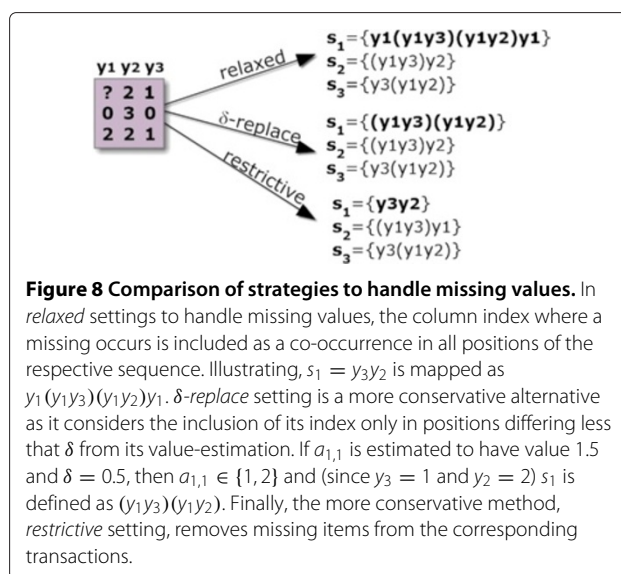 y1 y2 y3
? 2 1
0 3 0
2 2 1
relaxed
δ-replace
restrictive
s₁={y1(y1y3)(y1y2)y1}
s₂={(y1y3)y2}
s₃={y3(y1y2)}
s₁={(y1y3)(y1y2)}
s₂={(y1y3)y2}
s₃={y3(y1y2)}
s₁={y3y2}
s₂={(y1y3)y1}
s₃={y3(y1y2)}
Figure 8 Comparison of strategies to handle missing values. In
relaxed settings to handle missing values, the column index where a
missing occurs is included as a co-occurrence in all positions of the
respective sequence. Illustrating, s₁ = y₃y₂ is mapped as
y₁(y₁y₃)(y₁y₂)y₁. δ-replace setting is a more conservative alternative
as it considers the inclusion of its index only in positions differing less
that δ from its value-estimation. If a₁,₁ is estimated to have value 1.5
and δ = 0.5, then a₁,₁ ∈ {1, 2} and (since y₃ = 1 and y₂ = 2) s₁ is
defined as (y₁y₃)(y₁y₂). Finally, the more conservative method,
restrictive setting, removes missing items from the corresponding
transactions.